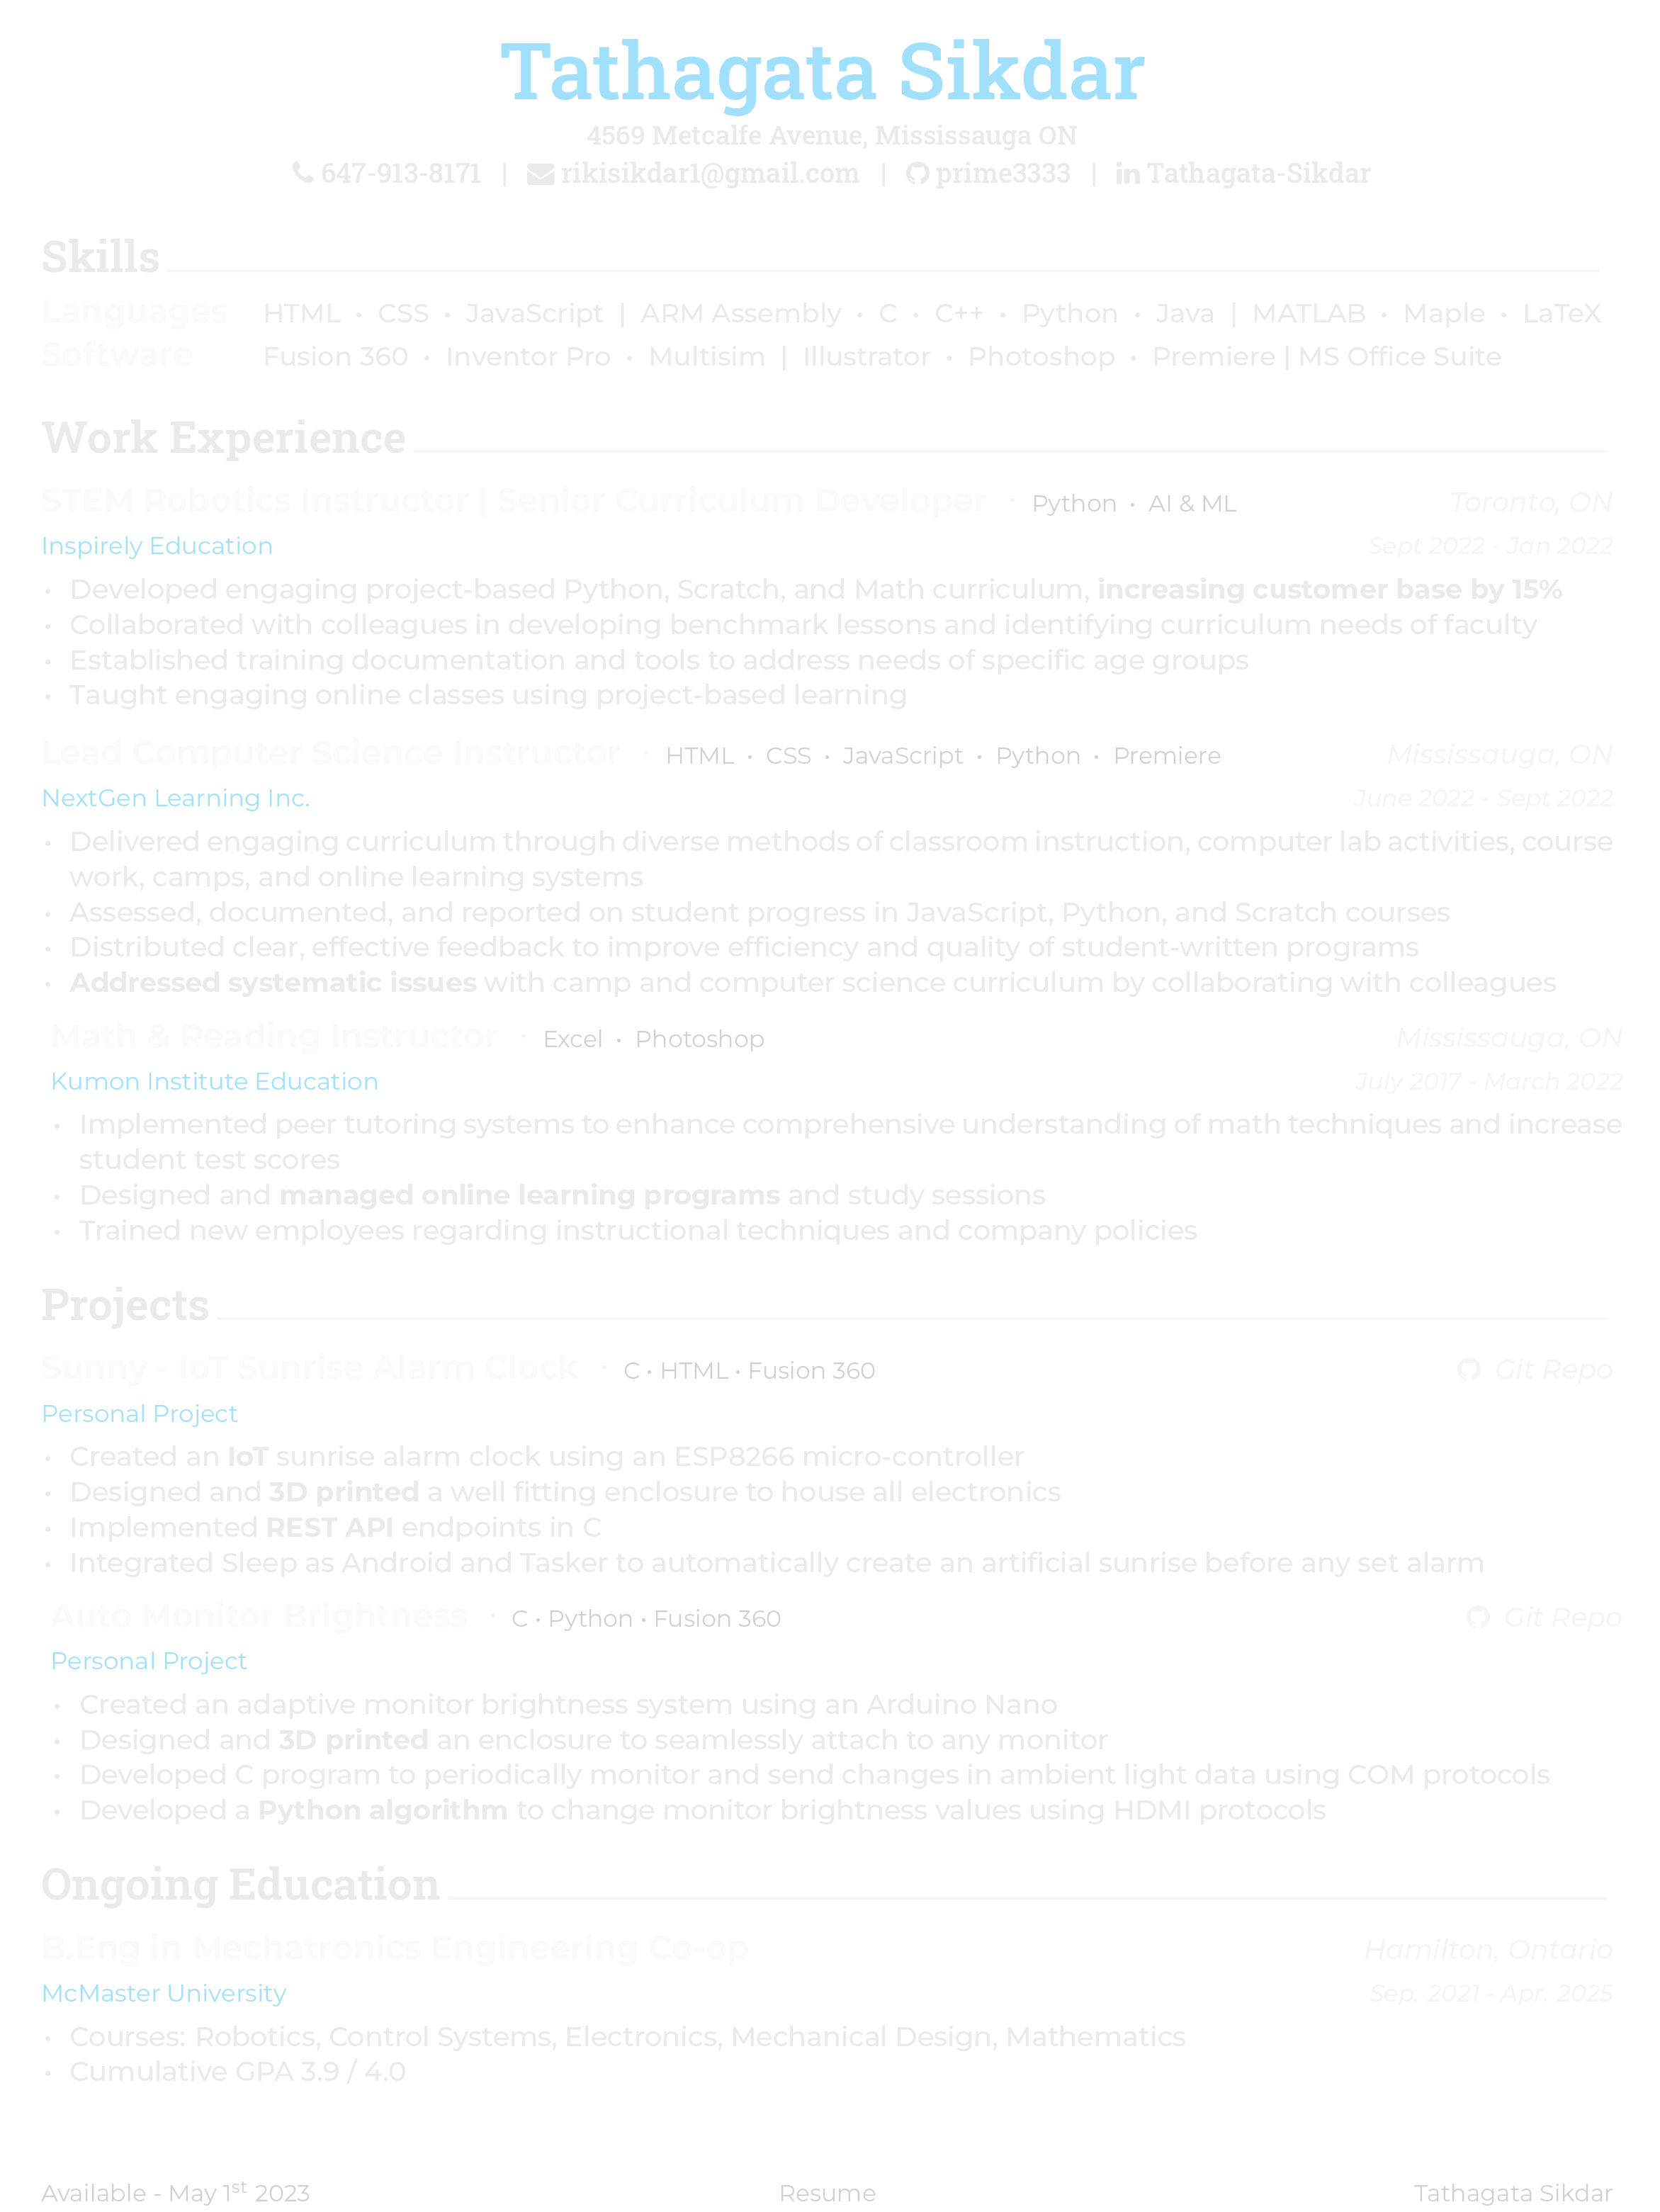 Tathagata Sikdar
4569 Metcalfe Avenue, Mississauga ON
647-913-8171 | rikisikdar1@gmail.com | prime3333 | Tathagata-Sikdar
Skills
Languages HTML • CSS • JavaScript | ARM Assembly • C • C++ • Python • Java | MATLAB • Maple • LaTeX
Software Fusion 360 • Inventor Pro • Multisim | Illustrator • Photoshop • Premiere | MS Office Suite
Work Experience
STEM Robotics Instructor | Senior Curriculum Developer • Python • AI & ML Toronto, ON
Inspirely Education Sept 2022 - Jan 2022
• Developed engaging project-based Python, Scratch, and Math curriculum, increasing customer base by 15%
• Collaborated with colleagues in developing benchmark lessons and identifying curriculum needs of faculty
• Established training documentation and tools to address needs of specific age groups
• Taught engaging online classes using project-based learning
Lead Computer Science Instructor • HTML • CSS • JavaScript • Python • Premiere Mississauga, ON
NextGen Learning Inc. June 2022 - Sept 2022
• Delivered engaging curriculum through diverse methods of classroom instruction, computer lab activities, course
work, camps, and online learning systems
• Assessed, documented, and reported on student progress in JavaScript, Python, and Scratch courses
• Distributed clear, effective feedback to improve efficiency and quality of student-written programs
• Addressed systematic issues with camp and computer science curriculum by collaborating with colleagues
Math & Reading Instructor • Excel • Photoshop Mississauga, ON
Kumon Institute Education July 2017 - March 2022
• Implemented peer tutoring systems to enhance comprehensive understanding of math techniques and increase
student test scores
• Designed and managed online learning programs and study sessions
• Trained new employees regarding instructional techniques and company policies
Projects
Sunny - IoT Sunrise Alarm Clock • C • HTML • Fusion 360 Git Repo
Personal Project
• Created an IoT sunrise alarm clock using an ESP8266 micro-controller
• Designed and 3D printed a well fitting enclosure to house all electronics
• Implemented REST API endpoints in C
• Integrated Sleep as Android and Tasker to automatically create an artificial sunrise before any set alarm
Auto Monitor Brightness • C • Python • Fusion 360 Git Repo
Personal Project
• Created an adaptive monitor brightness system using an Arduino Nano
• Designed and 3D printed an enclosure to seamlessly attach to any monitor
• Developed C program to periodically monitor and send changes in ambient light data using COM protocols
• Developed a Python algorithm to change monitor brightness values using HDMI protocols
Ongoing Education
B.Eng in Mechatronics Engineering Co-op Hamilton, Ontario
McMaster University Sep. 2021 - Apr. 2025
• Courses: Robotics, Control Systems, Electronics, Mechanical Design, Mathematics
• Cumulative GPA 3.9 / 4.0
Available - May 1st 2023 Resume Tathagata Sikdar